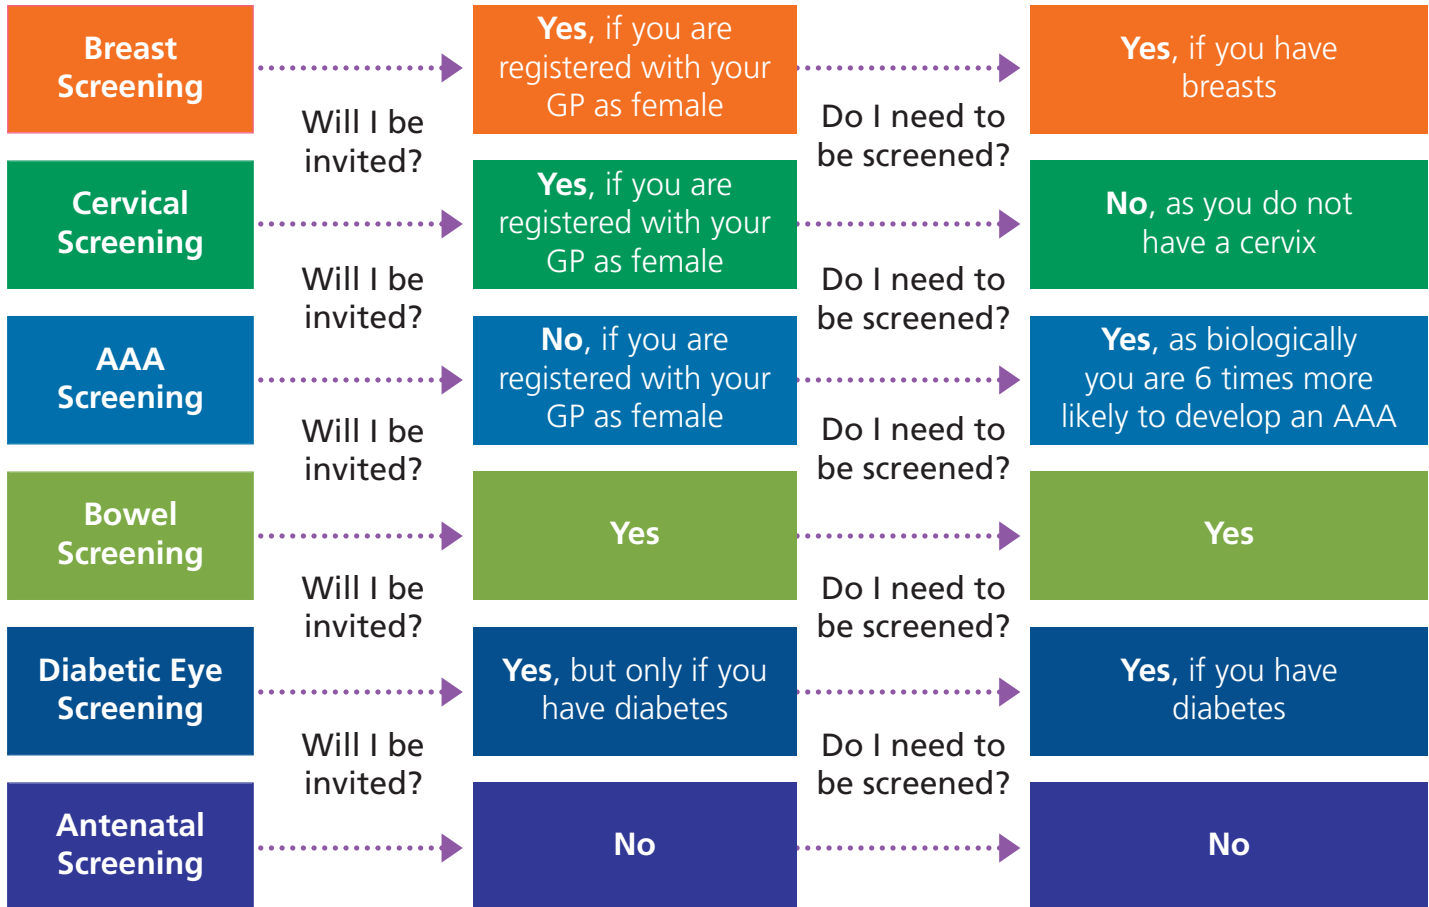 Breast
Screening
Will I be
invited?
Yes, if you are
registered with your
GP as female
Do I need to
be screened?
Yes, if you have
breasts
Cervical
Screening
Will I be
invited?
Yes, if you are
registered with your
GP as female
Do I need to
be screened?
No, as you do not
have a cervix
AAA
Screening
Will I be
invited?
No, if you are
registered with your
GP as female
Do I need to
be screened?
Yes, as biologically
you are 6 times more
likely to develop an AAA
Bowel
Screening
Will I be
invited?
Yes
Do I need to
be screened?
Yes
Diabetic Eye
Screening
Will I be
invited?
Yes, but only if you
have diabetes
Do I need to
be screened?
Yes, if you have
diabetes
Antenatal
Screening
No
No